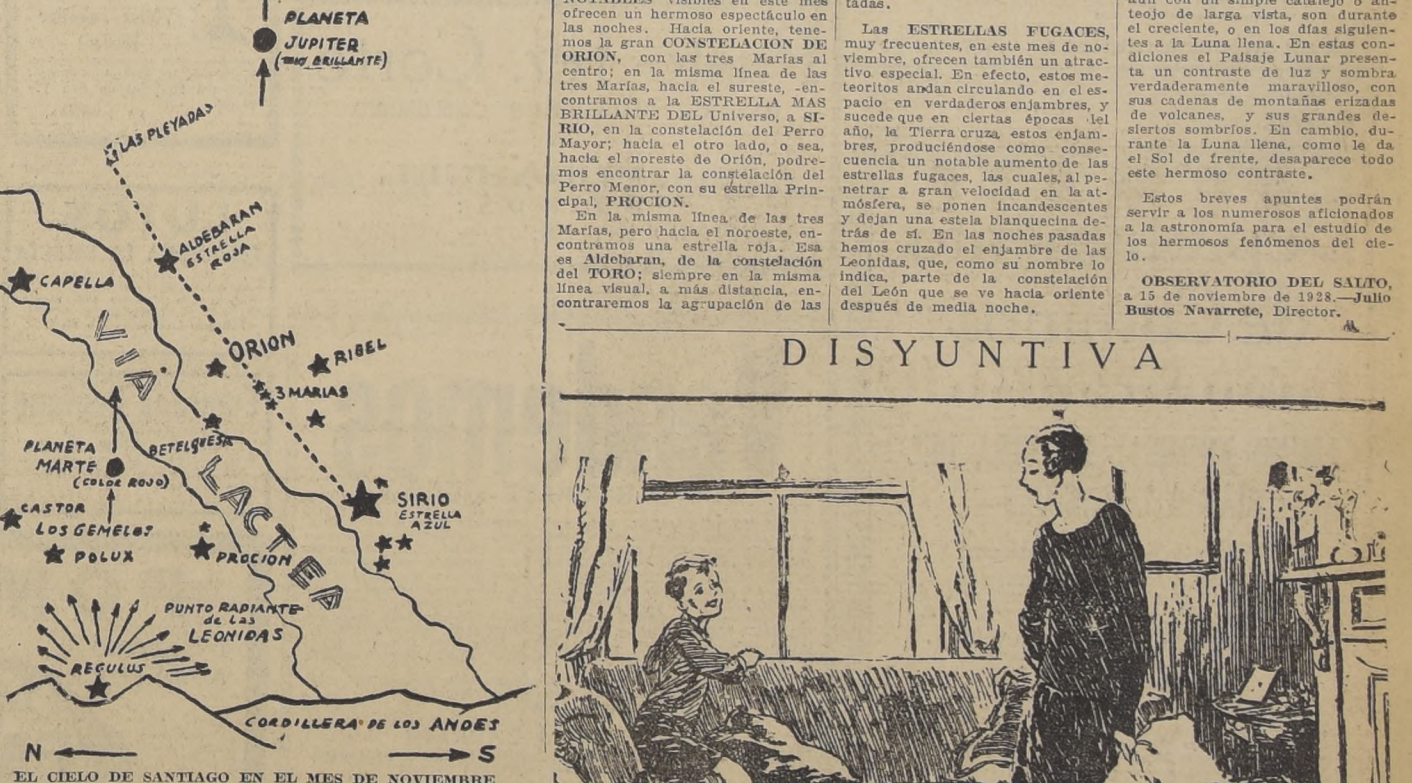 PLANETA
JUPITER
(MUY BRILLANTE)
LAS PLEYADAS
ALDEBARAN
ESTRELLA
ROJA
CAPELLA
VIA
ORION
RIGEL
3 MARIAS
BETELGUESA
PLANETA
MARTE
(COLOR ROJO)
LACTEA
SIRIO
ESTRELLA
AZUL
CASTOR
LOS GEMELOS
POLUX
PROCION
PUNTO RADIANTE
de las
LEONIDAS
REGULUS
CORDILLERA DE LOS ANDES
N S
EL CIELO DE SANTIAGO EN EL MES DE NOVIEMBRE
NOTABLES visibles en este mes
ofrecen un hermoso espectáculo en
las noches. Hacia oriente, tene-
mos la gran CONSTELACION DE
ORION, con las tres Marías al
centro; en la misma línea de las
tres Marías, hacia el sureste, -en-
contramos a la ESTRELLA MAS
BRILLANTE DEL Universo, a SI-
RIO, en la constelación del Perro
Mayor; hacia el otro lado, o sea,
hacia el noreste de Orión, podre-
mos encontrar la constelación del
Perro Menor, con su estrella Prin-
cipal, PROCION.
En la misma línea de las tres
Marías, pero hacia el noroeste, en-
contramos una estrella roja. Esa
es Aldebaran, de la constelación
del TORO; siempre en la misma
línea visual, a más distancia, en-
contraremos la agrupación de las
tadas.
Las ESTRELLAS FUGACES,
muy frecuentes, en este mes de no-
viembre, ofrecen también un atrac-
tivo especial. En efecto, estos me-
teoritos andan circulando en el es-
pacio en verdaderos enjambres, y
sucede que en ciertas épocas del
año, la Tierra cruza estos enjam-
bres, produciéndose como conse-
cuencia un notable aumento de las
estrellas fugaces, las cuales, al pe-
netrar a gran velocidad en la at-
mósfera, se ponen incandescentes
y dejan una estela blanquecina de-
trás de sí. En las noches pasadas
hemos cruzado el enjambre de las
Leonidas, que, como su nombre lo
indica, parte de la constelación
del León que se ve hacia oriente
después de media noche.
aun con un simple catalejo o an-
teojo de larga vista, son durante
el creciente, o en los días siguien-
tes a la Luna llena. En estas con-
diciones el Paisaje Lunar presen-
ta un contraste de luz y sombra
verdaderamente maravilloso, con
sus cadenas de montañas erizadas
de volcanes, y sus grandes de-
siertos sombríos. En cambio, du-
rante la Luna llena, como le da
el Sol de frente, desaparece todo
este hermoso contraste.
Estos breves apuntes podrán
servir a los numerosos aficionados
a la astronomía para el estudio de
los hermosos fenómenos del cie-
lo.
OBSERVATORIO DEL SALTO,
a 15 de noviembre de 1928.—Julio
Bustos Navarrete, Director.
DISYUNTIVA